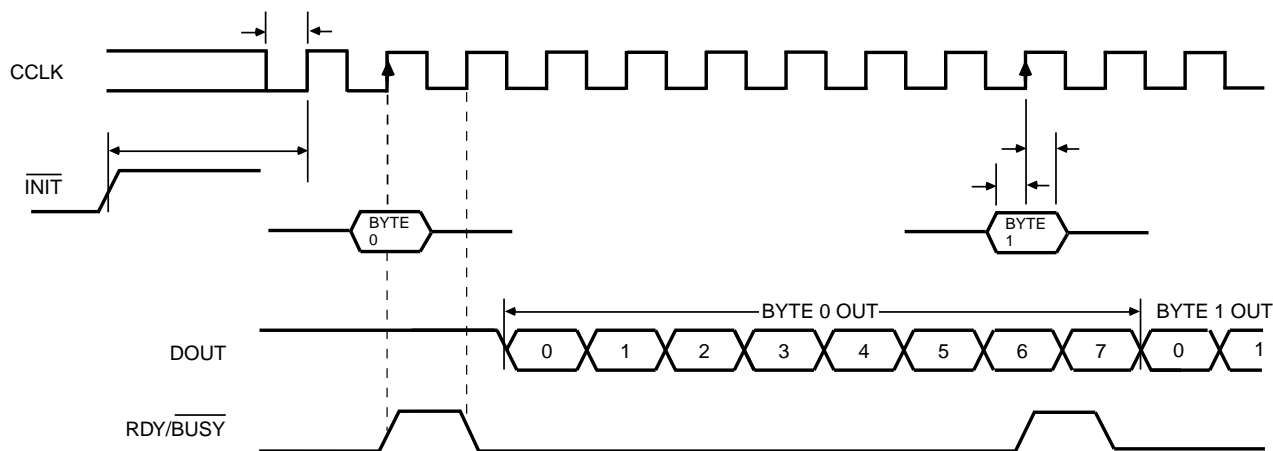 CCLK
INIT
BYTE
0
BYTE
1
BYTE 0 OUT
BYTE 1 OUT
DOUT
0 1 2 3 4 5 6 7 0 1
RDY/BUSY